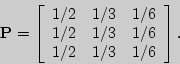 P = [ 1/2 1/3 1/6
1/2 1/3 1/6
1/2 1/3 1/6 ] .